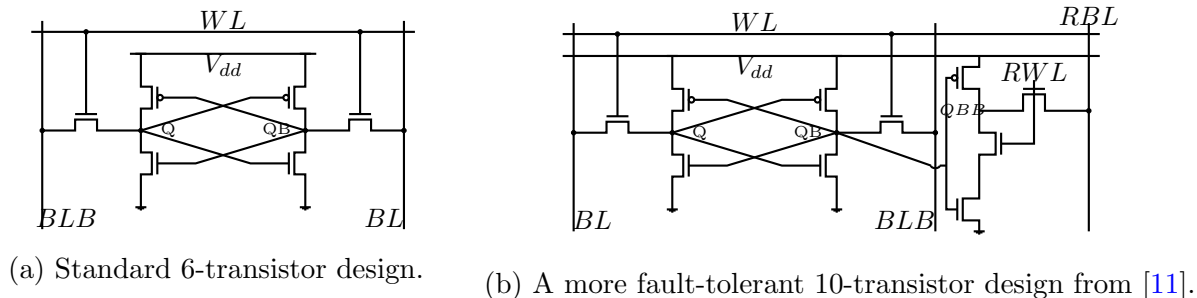 WL
V_dd
Q QB
BLB BL
(a) Standard 6-transistor design.
RBL
WL
V_dd RWL
QBB
Q QB
BL BLB
(b) A more fault-tolerant 10-transistor design from [11].